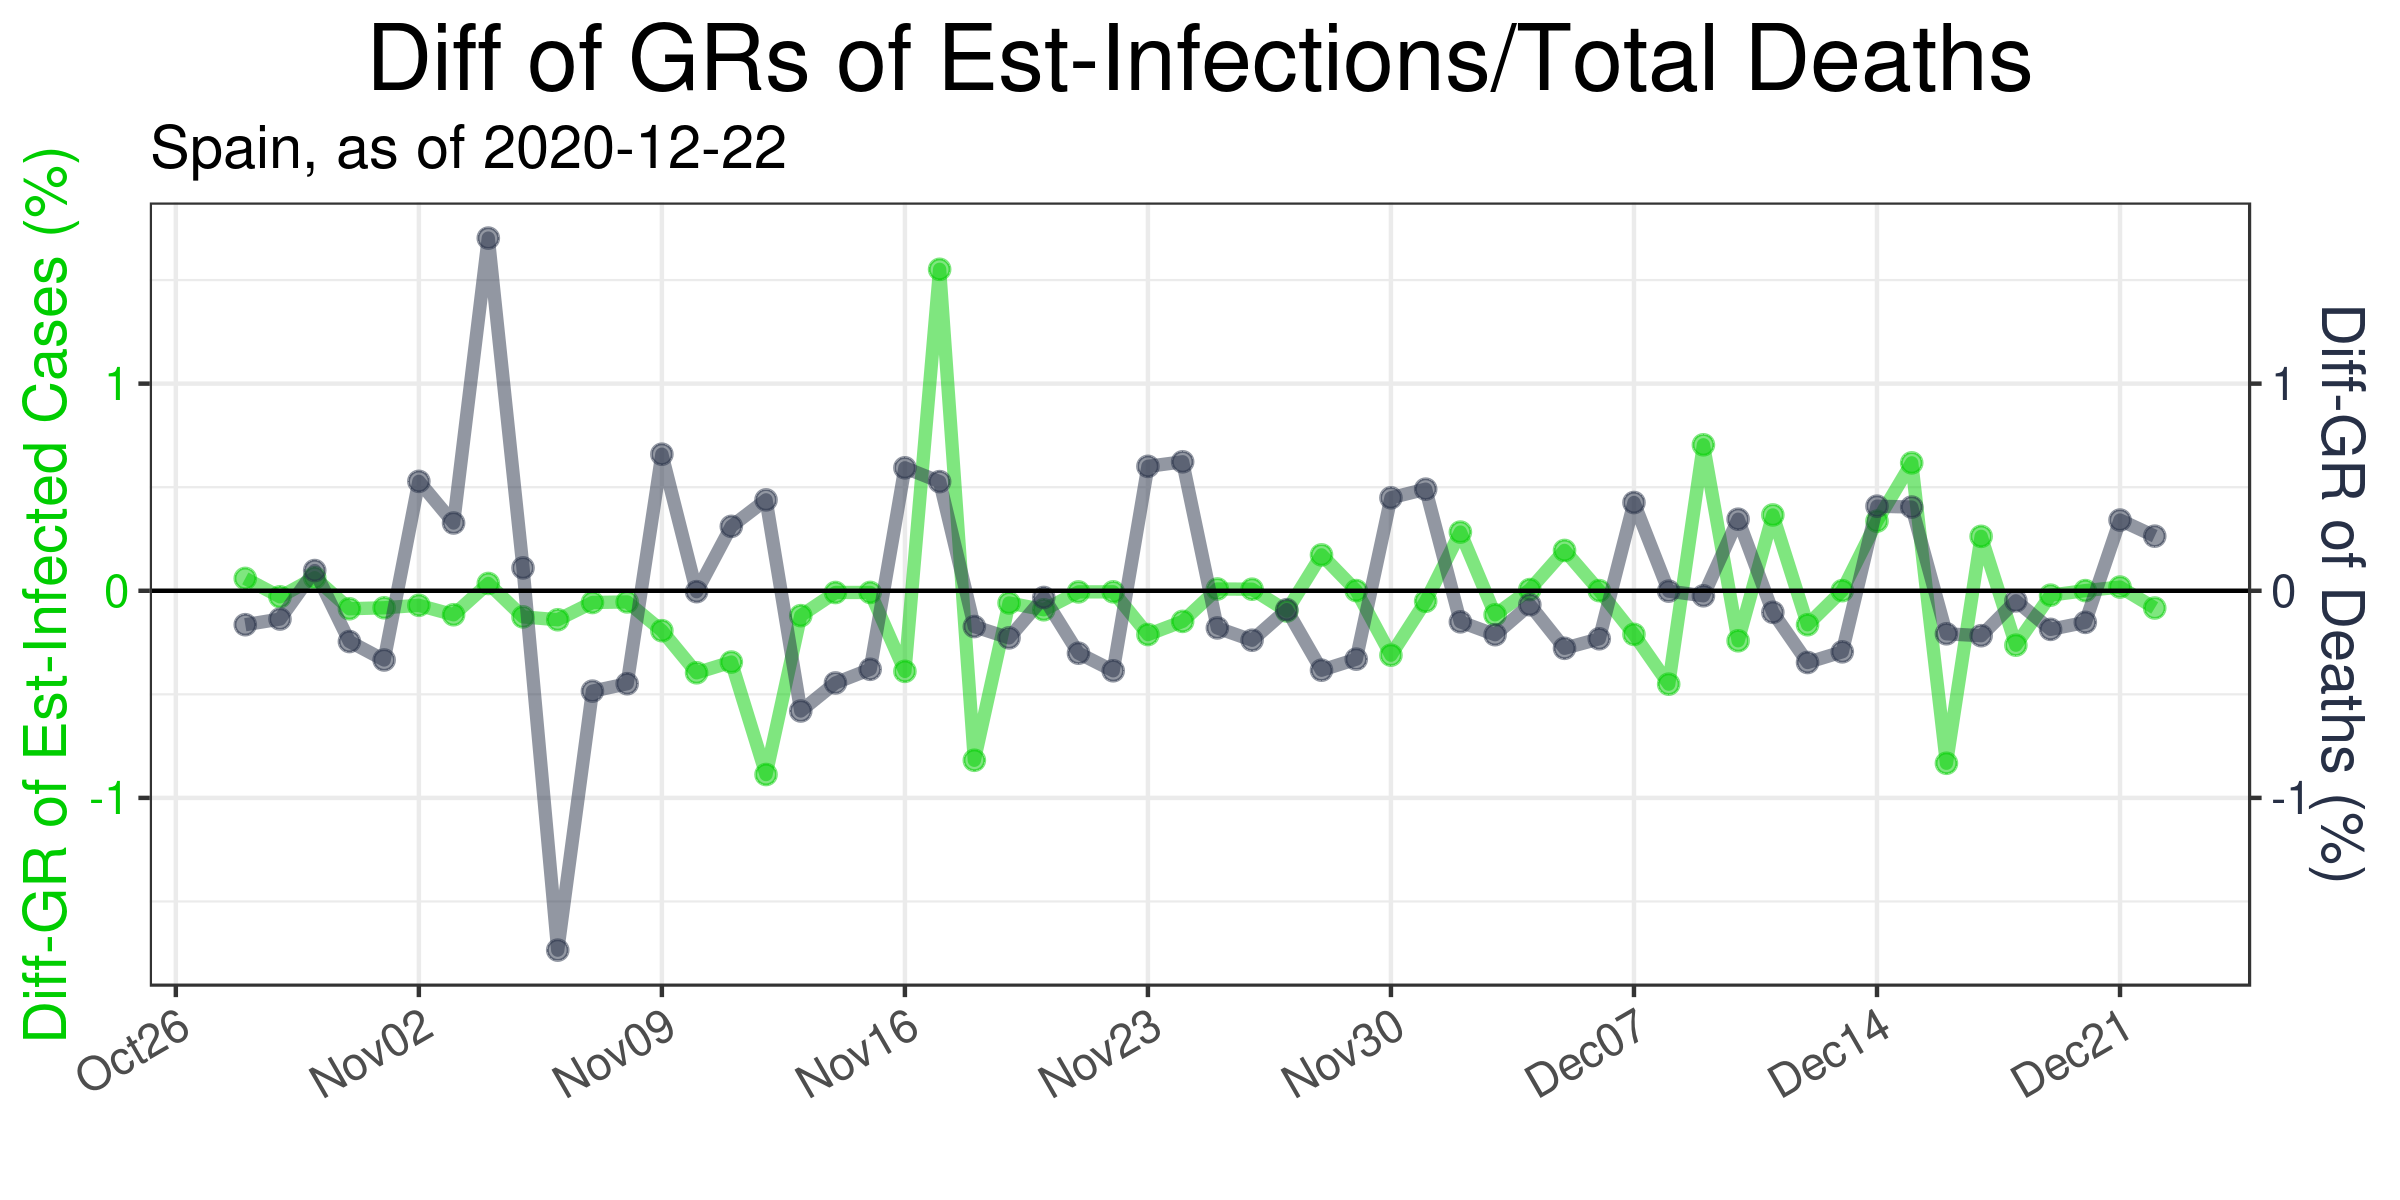 Diff of GRs of Est-Infections/Total Deaths
Spain, as of 2020-12-22
Diff-GR of Est-Infected Cases (%)
1
0
-1
1
0
-1
Diff-GR of Deaths (%)
Oct26
Nov02
Nov09
Nov16
Nov23
Nov30
Dec07
Dec14
Dec21